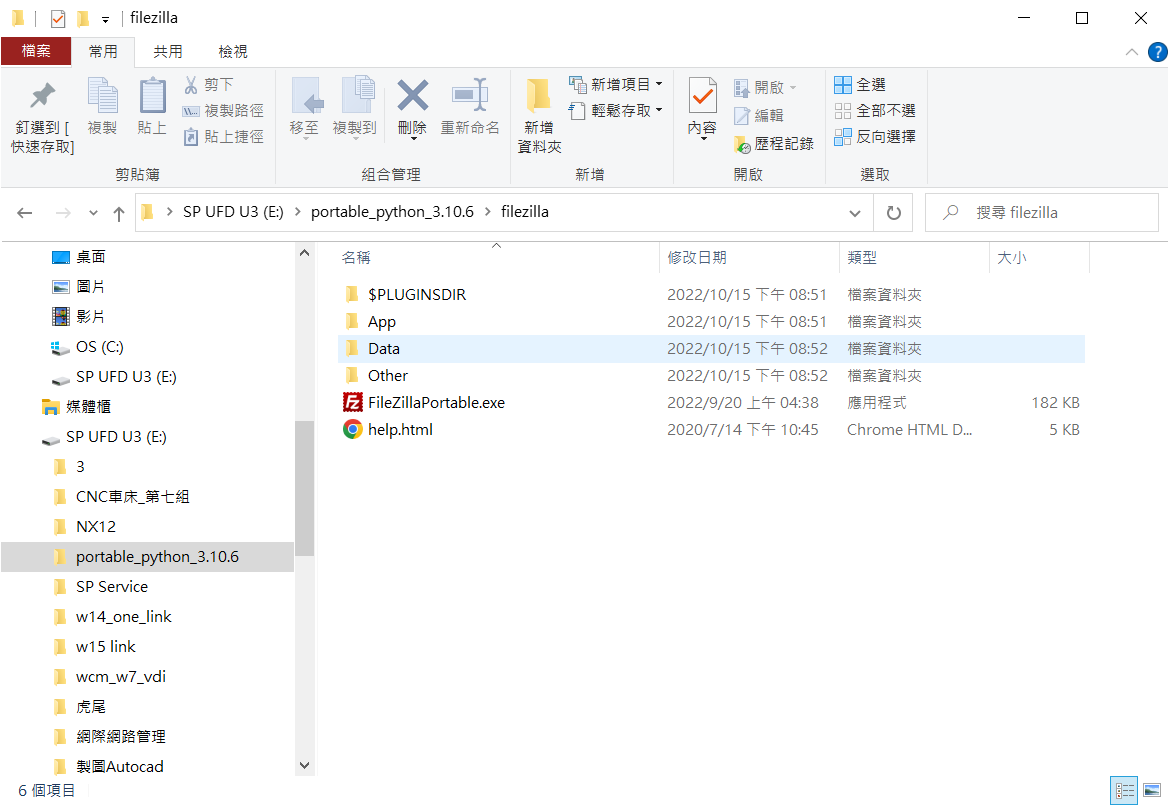 filezilla
檔案 常用 共用 檢視
釘選到 [
快速存取]
複製
貼上
剪下
複製路徑
貼上捷徑
剪貼簿
移至
複製到
刪除
重新命名
組合管理
新增
資料夾
新增項目
輕鬆存取
新增
內容
開啟
編輯
歷程記錄
開啟
全選
全部不選
反向選擇
選取
SP UFD U3 (E:) > portable_python_3.10.6 > filezilla
搜尋 filezilla
桌面
圖片
影片
OS (C:)
SP UFD U3 (E:)
媒體櫃
SP UFD U3 (E:)
3
CNC車床_第七組
NX12
portable_python_3.10.6
SP Service
w14_one_link
w15 link
wcm_w7_vdi
虎尾
網際網路管理
製圖Autocad
名稱 修改日期 類型 大小
$PLUGINSDIR 2022/10/15 下午 08:51 檔案資料夾
App 2022/10/15 下午 08:51 檔案資料夾
Data 2022/10/15 下午 08:52 檔案資料夾
Other 2022/10/15 下午 08:52 檔案資料夾
FileZillaPortable.exe 2022/9/20 上午 04:38 應用程式 182 KB
help.html 2020/7/14 下午 10:45 Chrome HTML D... 5 KB
6 個項目